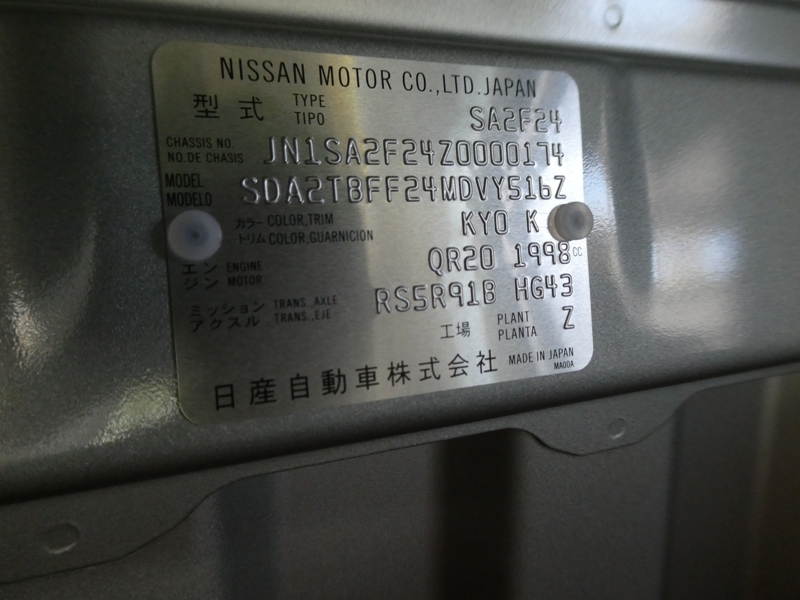 NISSAN MOTOR CO.,LTD.JAPAN
型式 TYPE TIPO SA2F24
CHASSIS NO. NO.DE CHASIS JN1SA2F24Z0000174
MODEL MODELO SDA2TBFF24MDVY516Z
カラー COLOR,TRIM KYO K
トリム COLOR,GUARNICION
エンジン ENGINE MOTOR QR20 1998 CC
ミッション TRANS.,AXLE RS5R91B HG43
アクスル TRANS.,EJE
工場 PLANT PLANTA Z
日産自動車株式会社 MADE IN JAPAN
MA00A